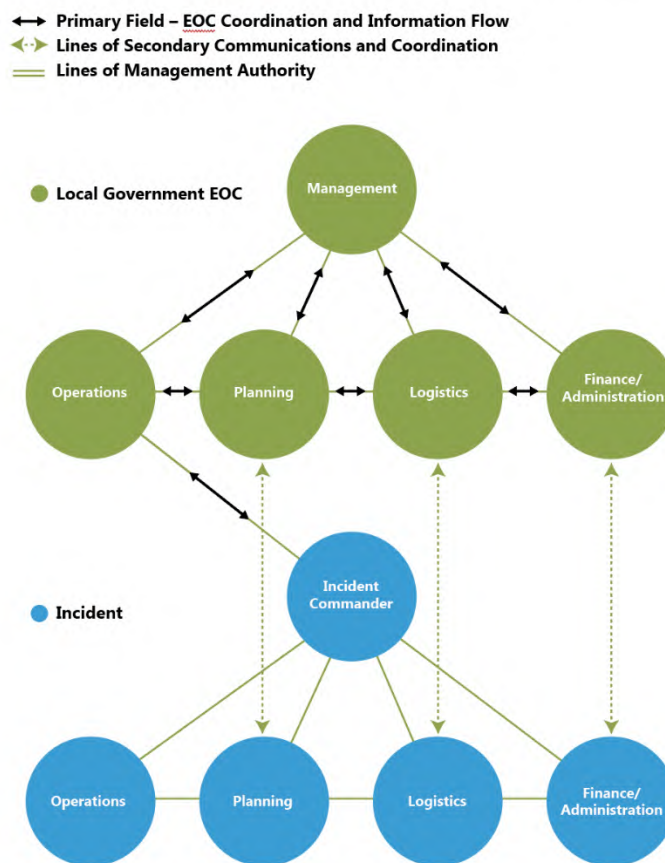 Primary Field – EOC Coordination and Information Flow
Lines of Secondary Communications and Coordination
Lines of Management Authority
Management
Local Government EOC
Operations
Planning
Logistics
Finance/
Administration
Incident
Commander
Incident
Operations
Planning
Logistics
Finance/
Administration